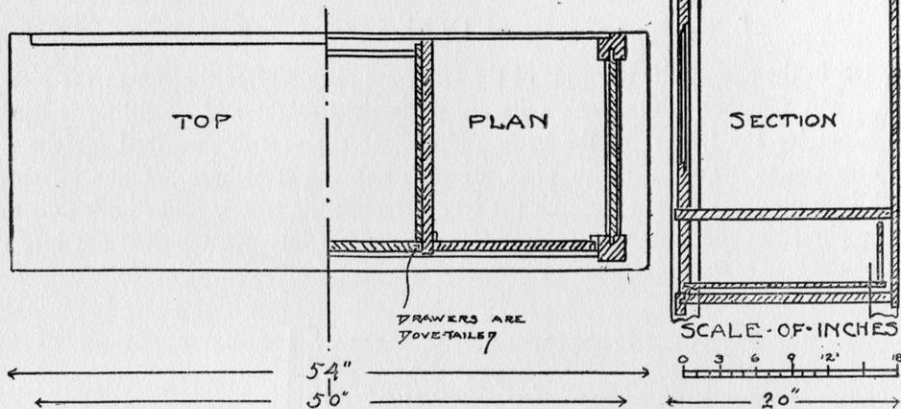 TOP
PLAN
SECTION
DRAWERS ARE
DOVE-TAILED
SCALE-OF-INCHES
0 3 6 9 12 18
54"
50"
20"